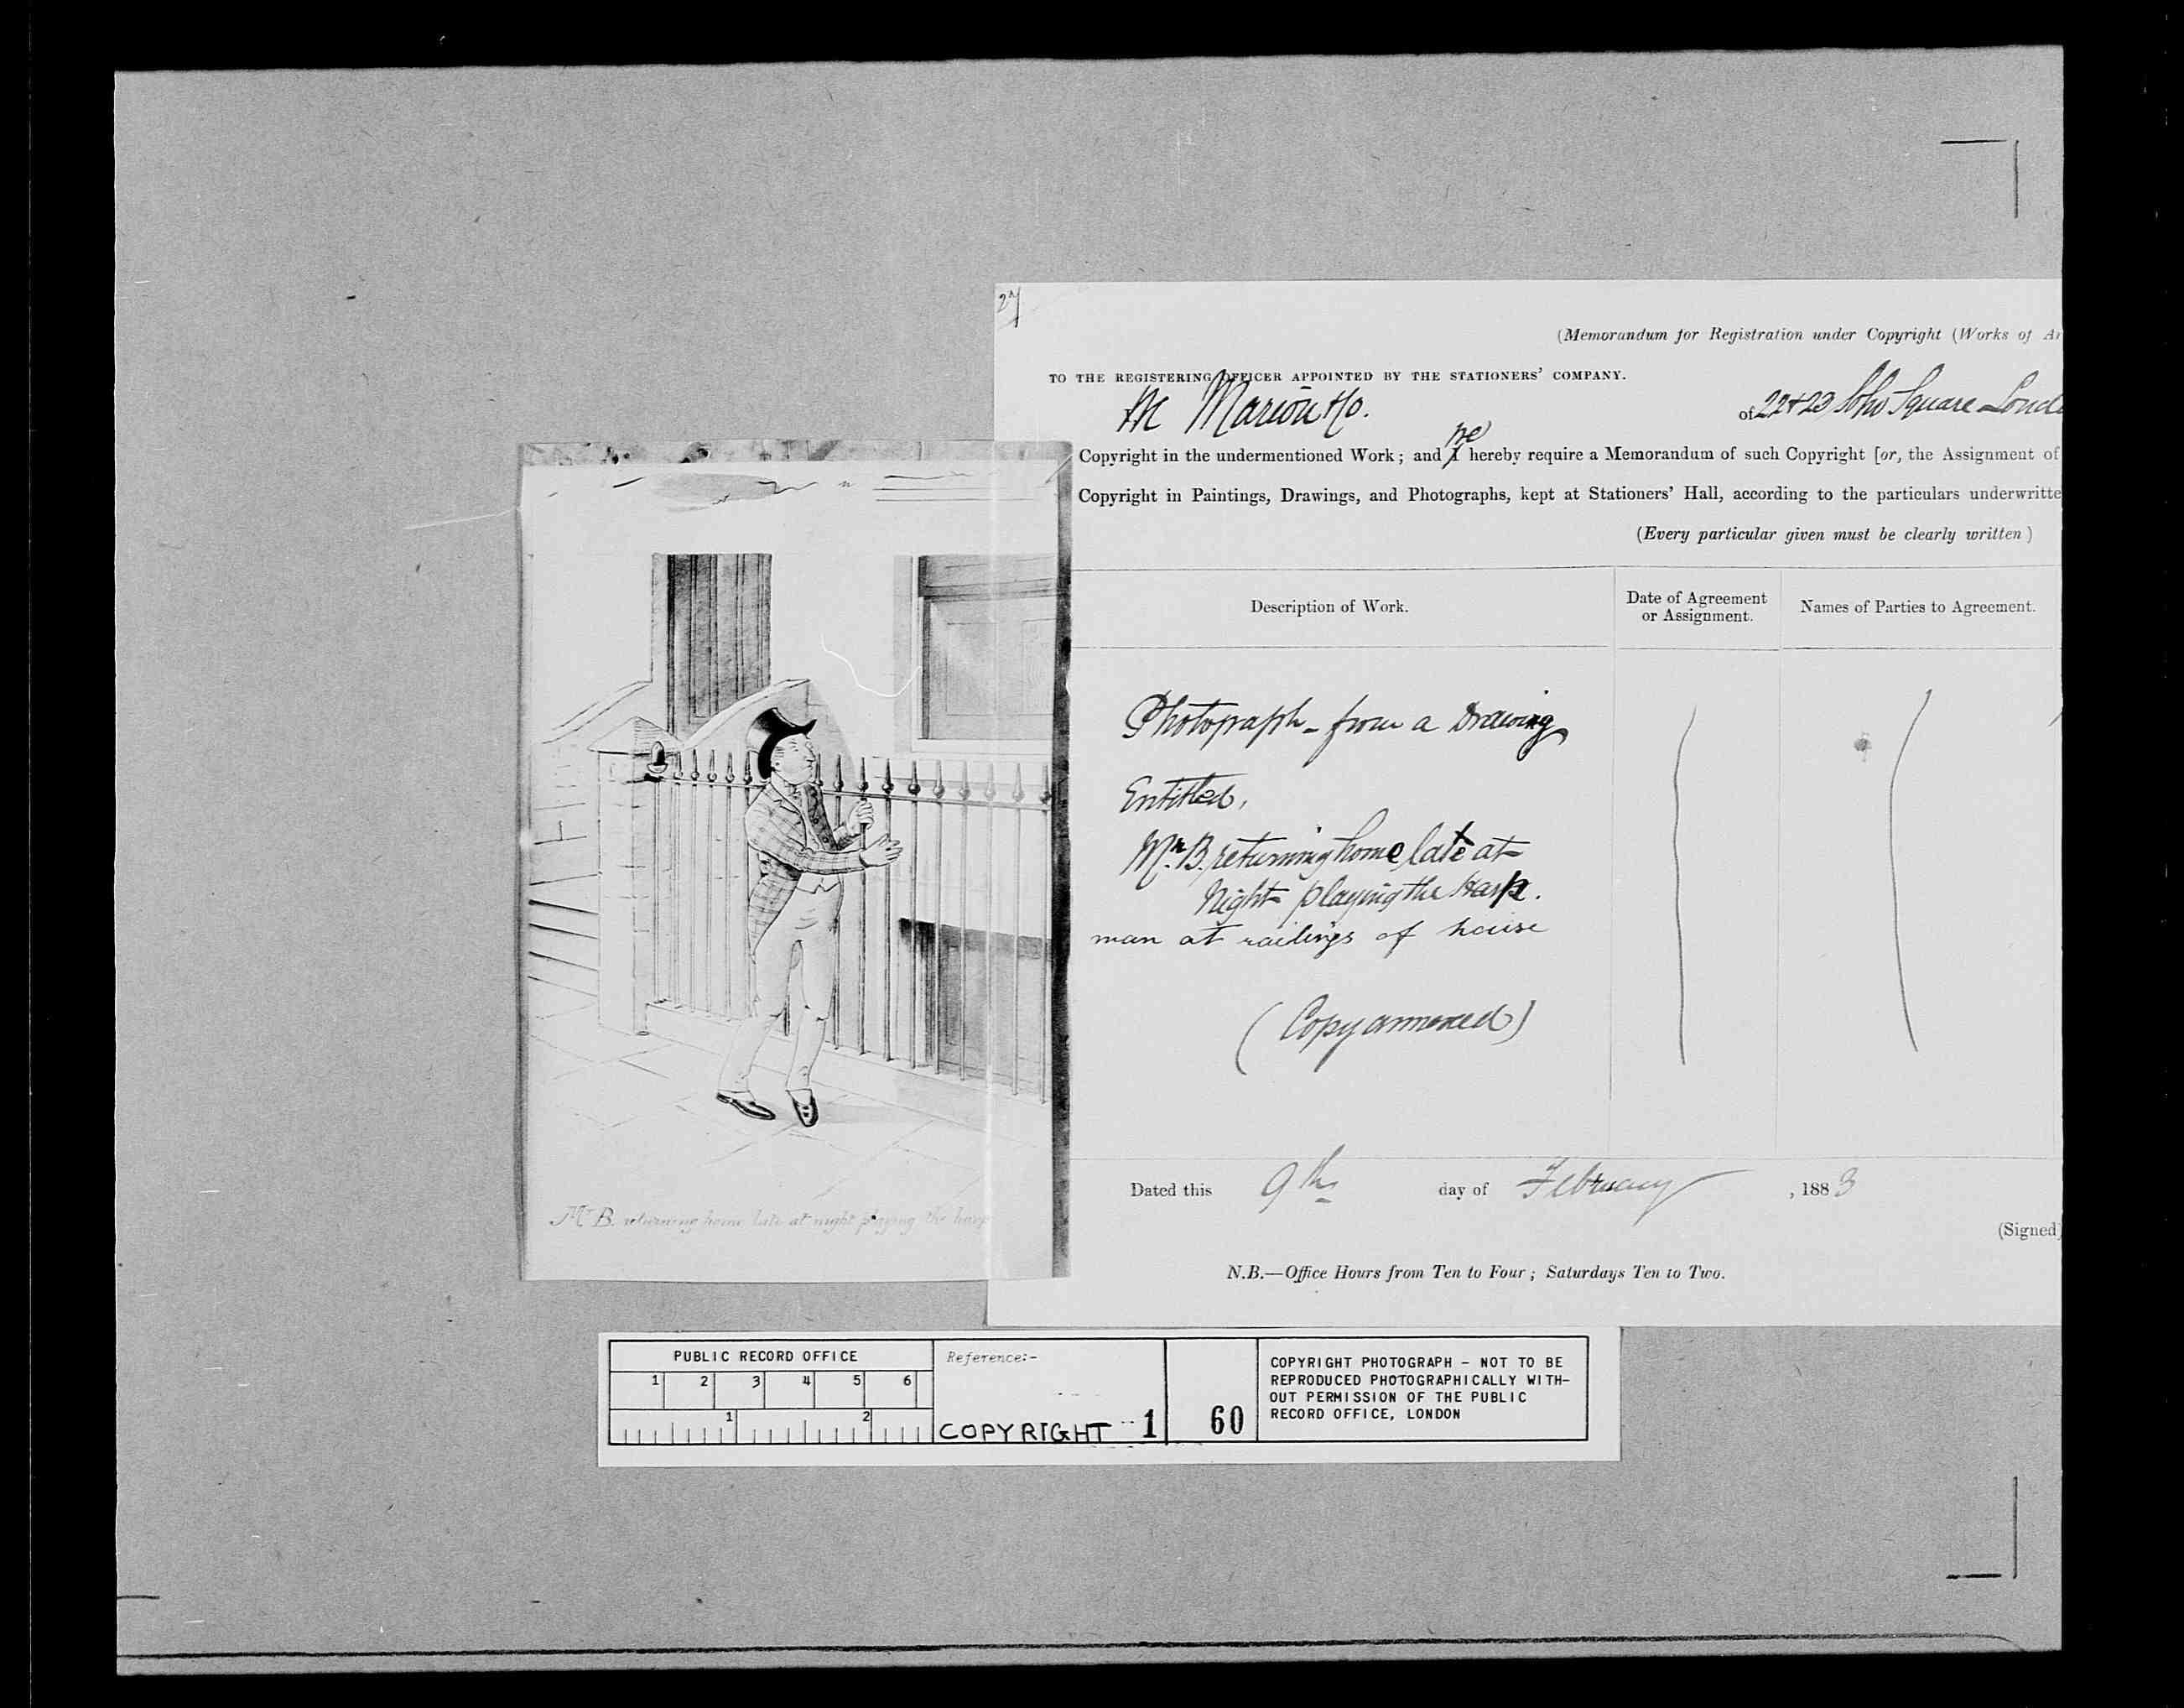 (Memorandum for Registration under Copyright (Works of Ar
TO THE REGISTERING OFFICER APPOINTED BY THE STATIONERS' COMPANY.
Marion & Co. of 22 & 23 Soho Square Londo
we
Copyright in the undermentioned Work; and I hereby require a Memorandum of such Copyright [or, the Assignment of
Copyright in Paintings, Drawings, and Photographs, kept at Stationers' Hall, according to the particulars underwritte
(Every particular given must be clearly written)
Description of Work.
Date of Agreement
or Assignment.
Names of Parties to Agreement.
Photograph - from a Drawing
Entitled,
Mr. B. returning home late at
Night playing the Harp.
man at railings of house
(Copy annexed)
Dated this 9th day of February, 1883
(Signed)
N.B.—Office Hours from Ten to Four; Saturdays Ten to Two.
Mr B. returning home late at night playing the harp
PUBLIC RECORD OFFICE
1 2 3 4 5 6
1 2
Reference:-
COPYRIGHT 1
60
COPYRIGHT PHOTOGRAPH - NOT TO BE
REPRODUCED PHOTOGRAPHICALLY WITH-
OUT PERMISSION OF THE PUBLIC
RECORD OFFICE, LONDON